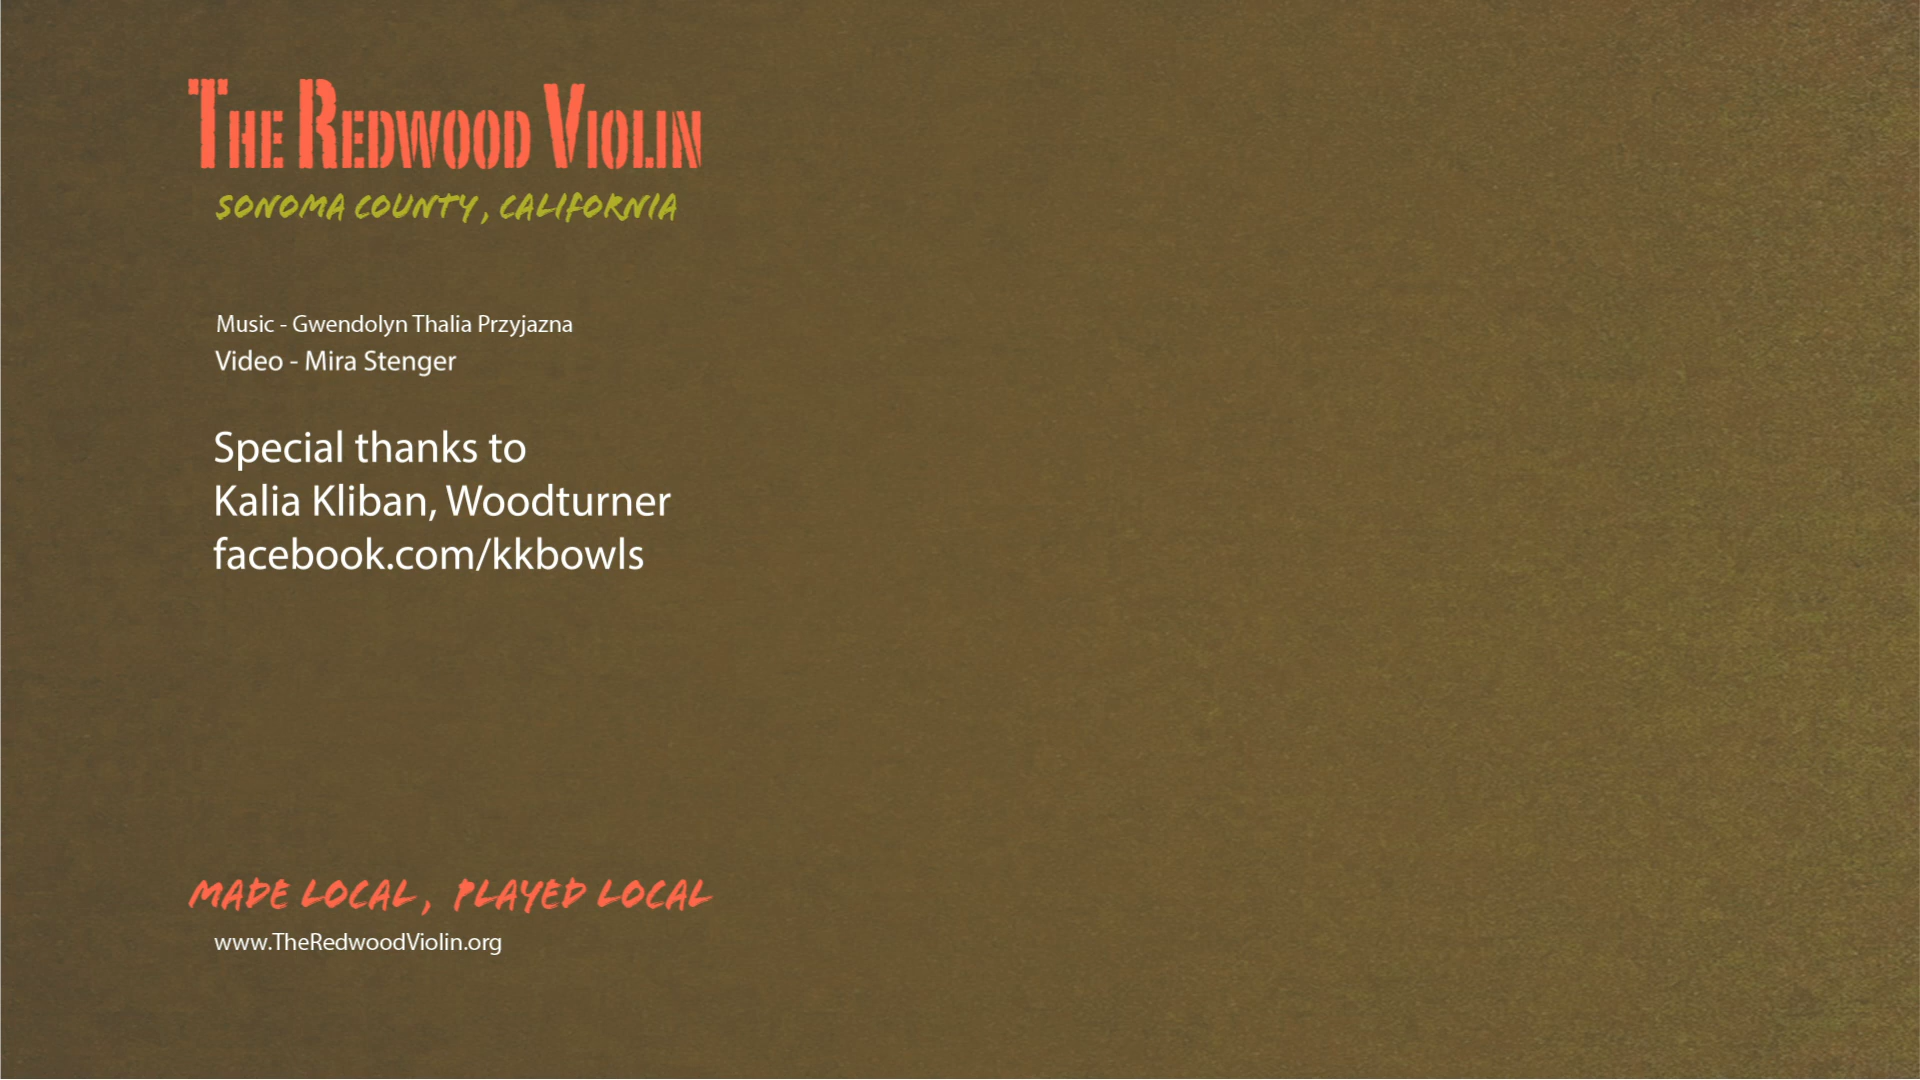 The Redwood Violin
SONOMA COUNTY, CALIFORNIA
Music - Gwendolyn Thalia Przyjazna
Video - Mira Stenger
Special thanks to
Kalia Kliban, Woodturner
facebook.com/kkbowls
MADE LOCAL, PLAYED LOCAL
www.TheRedwoodViolin.org